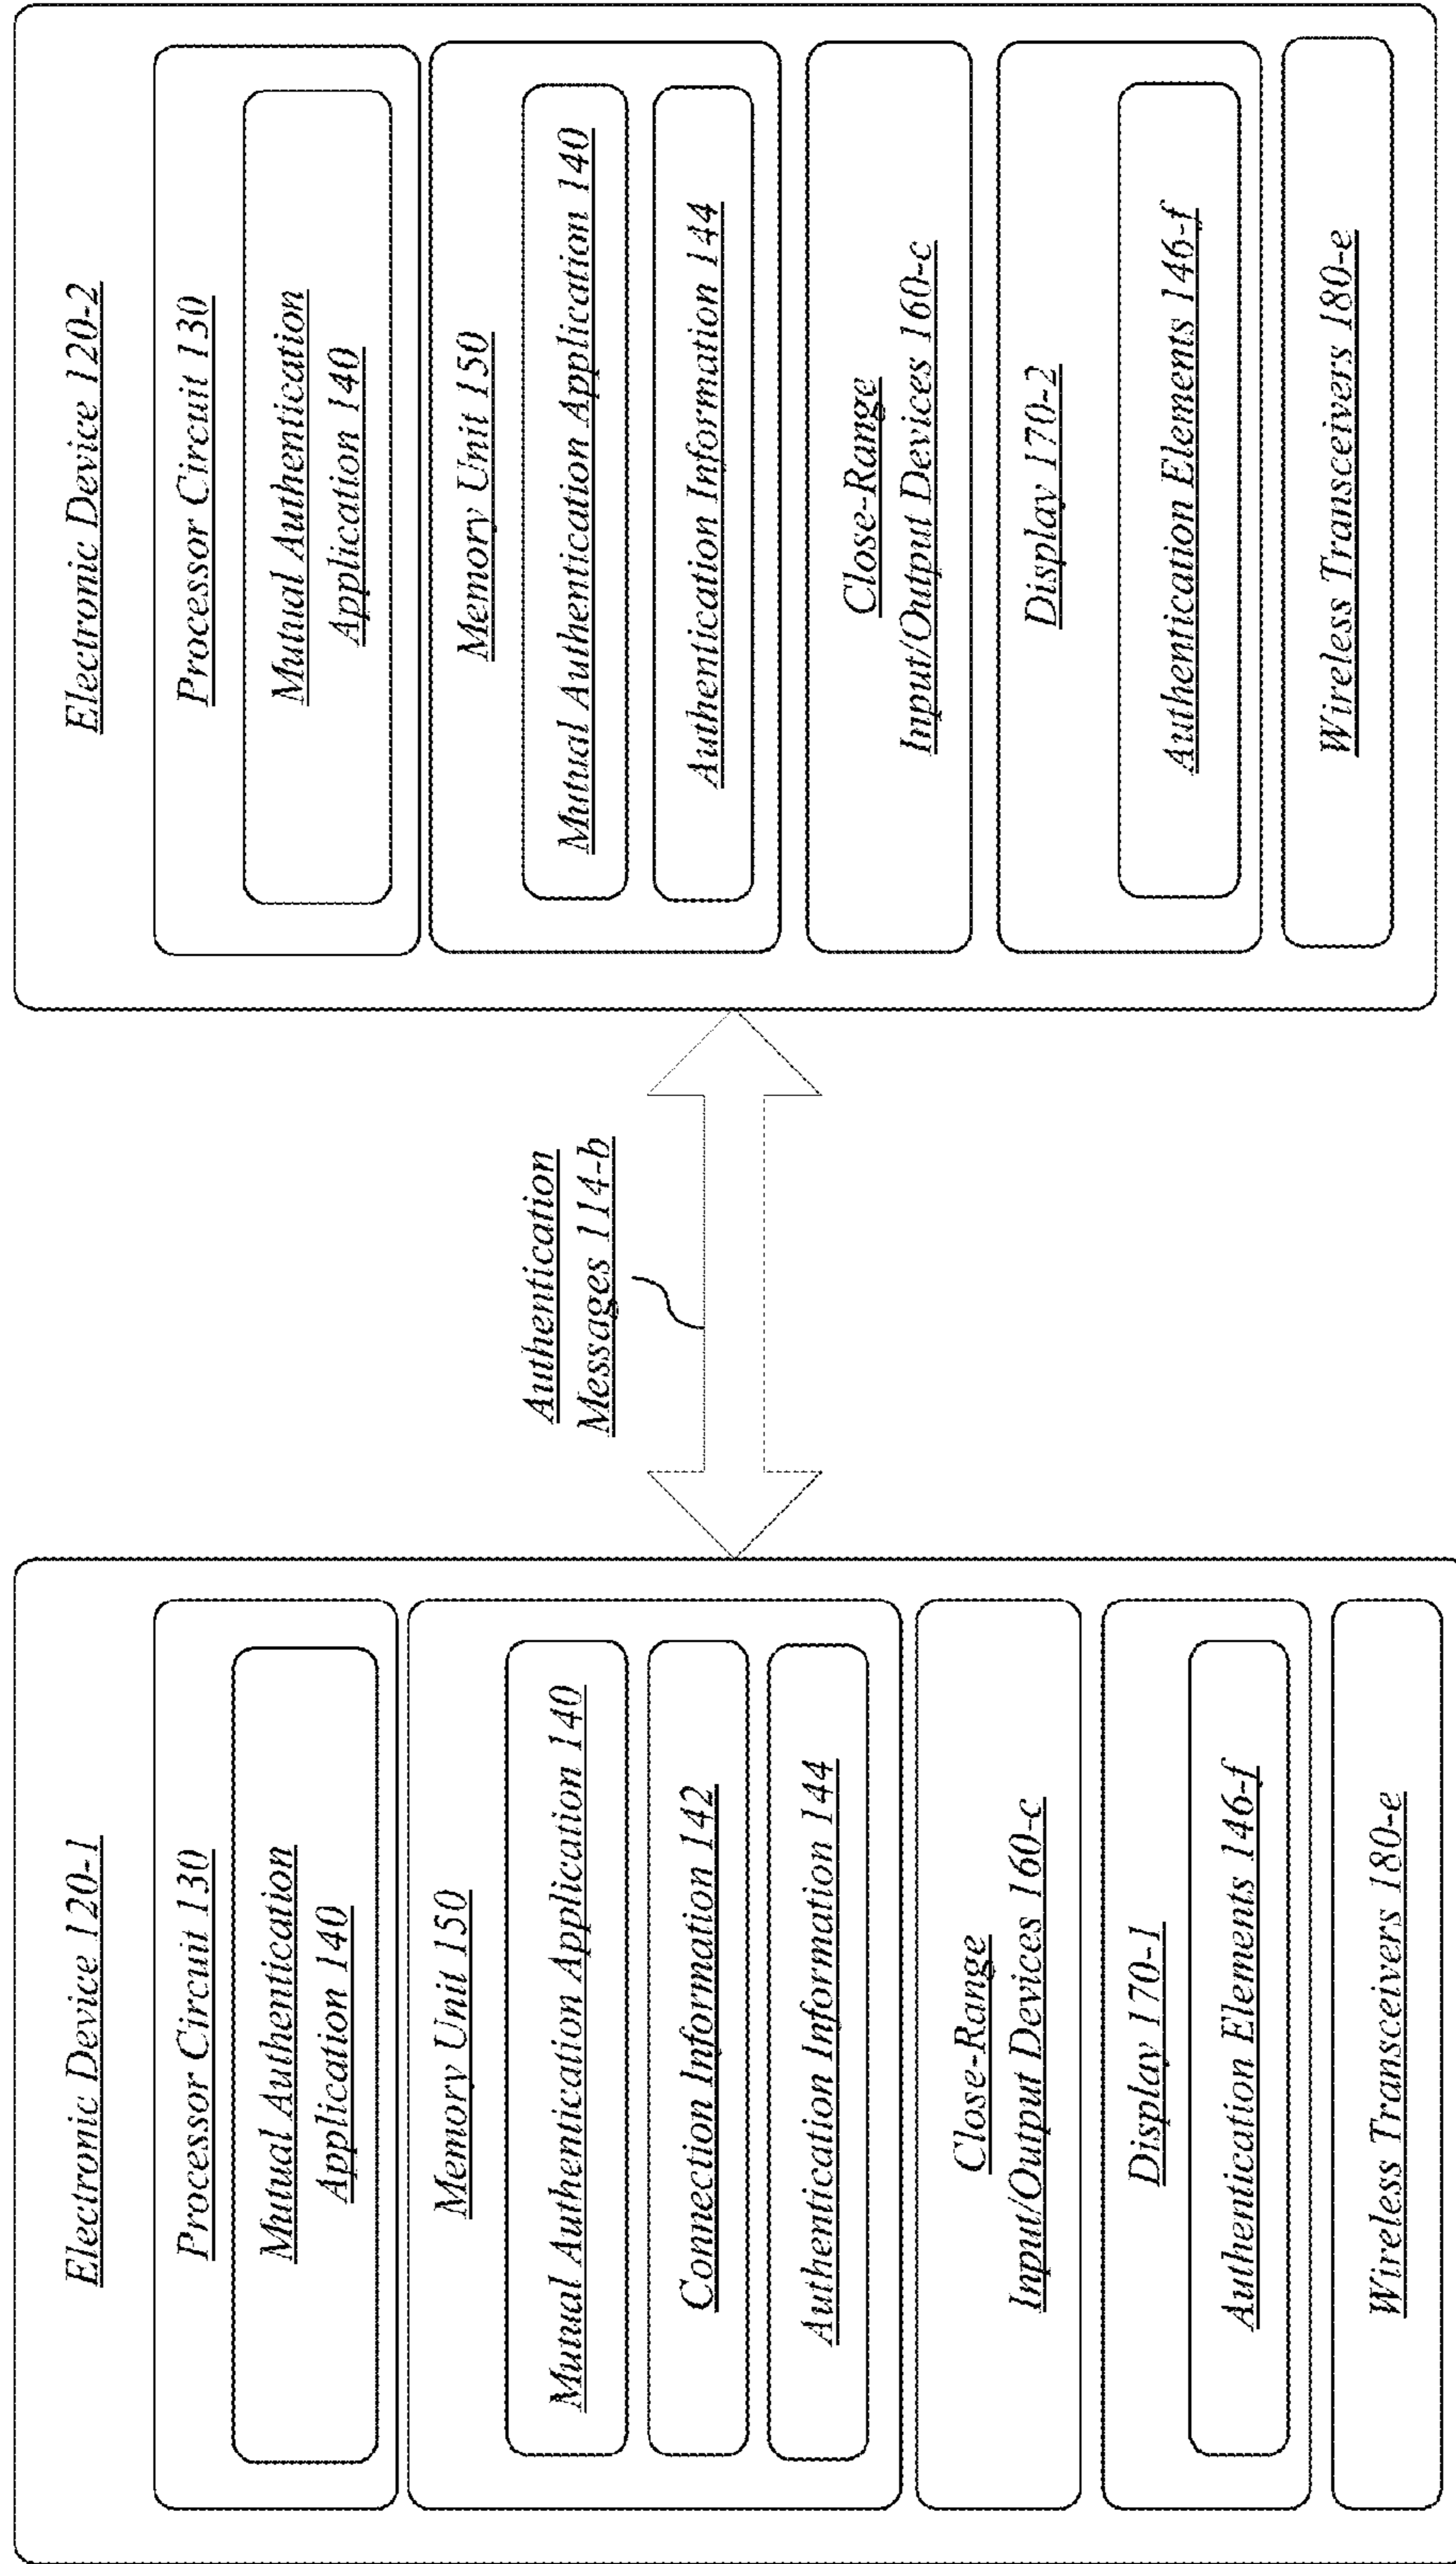 Electronic Device 120-1
Processor Circuit 130
Mutual Authentication
Application 140
Memory Unit 150
Mutual Authentication Application 140
Connection Information 142
Authentication Information 144
Close-Range
Input/Output Devices 160-c
Display 170-1
Authentication Elements 146-f
Wireless Transceivers 180-e
Authentication
Messages 114-b
Electronic Device 120-2
Processor Circuit 130
Mutual Authentication
Application 140
Memory Unit 150
Mutual Authentication Application 140
Authentication Information 144
Close-Range
Input/Output Devices 160-c
Display 170-2
Authentication Elements 146-f
Wireless Transceivers 180-e